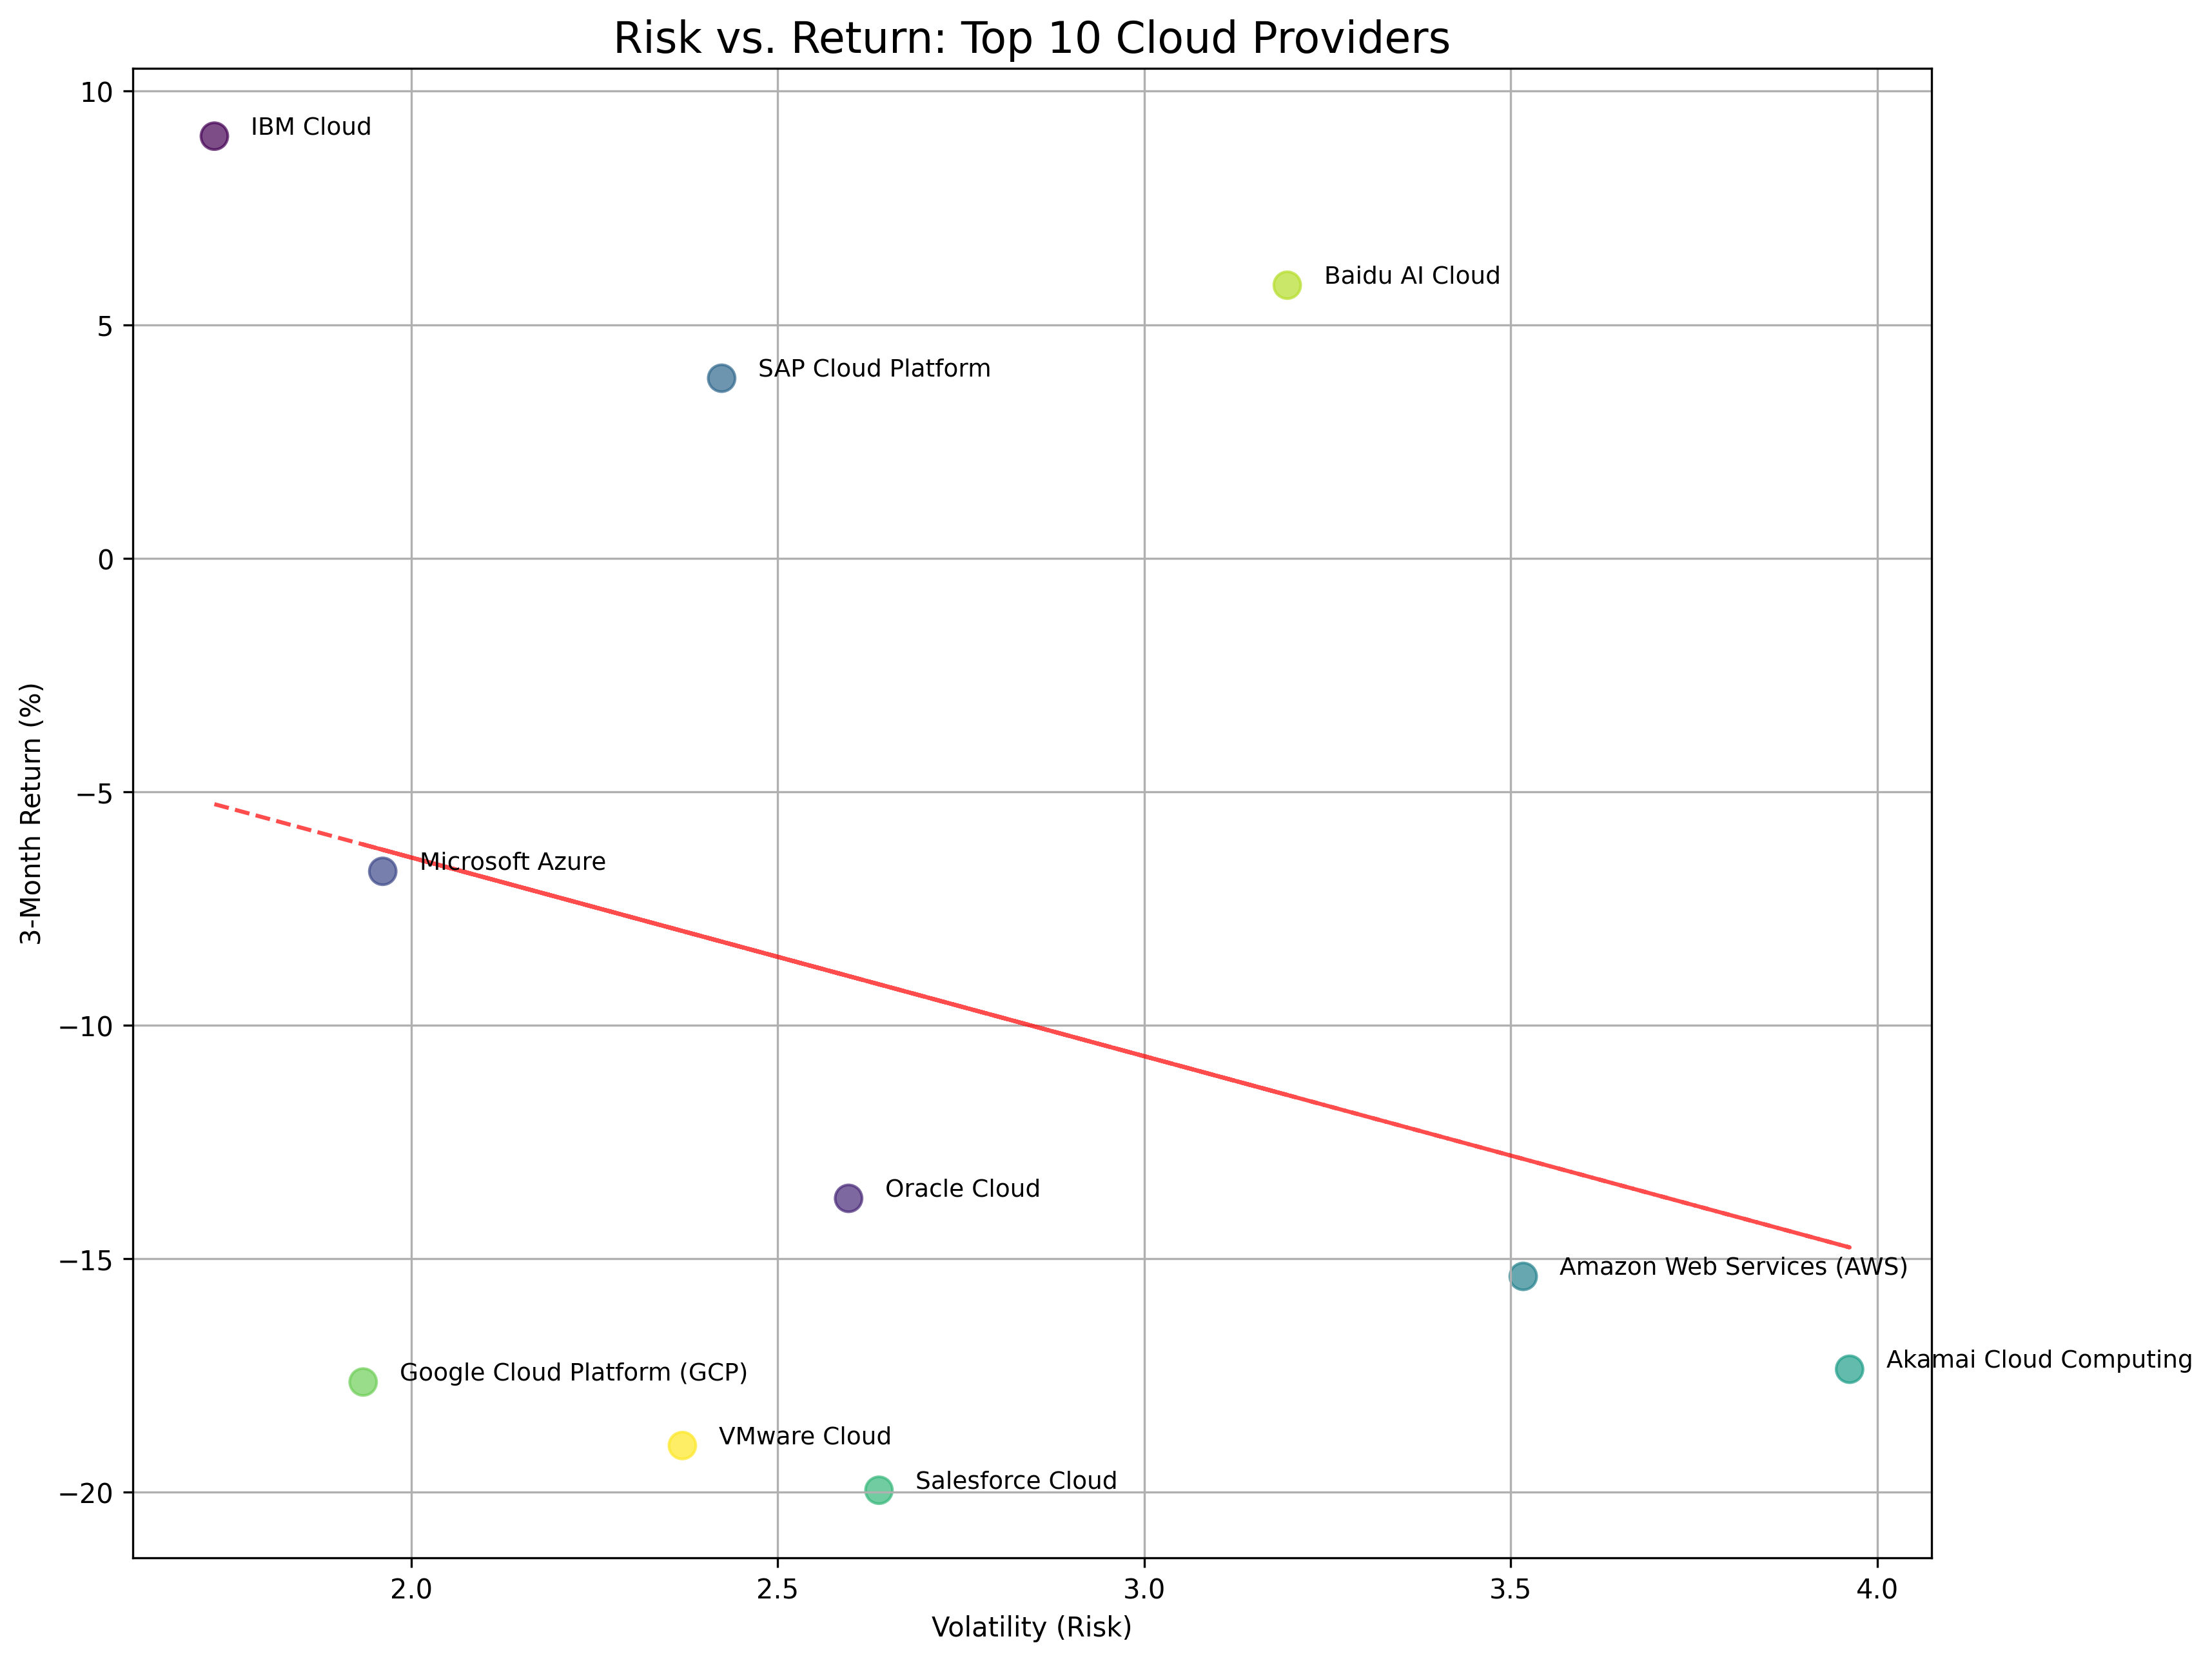 Risk vs. Return: Top 10 Cloud Providers
10
IBM Cloud
Baidu AI Cloud
5
SAP Cloud Platform
0
3-Month Return (%)
−5
Microsoft Azure
−10
Oracle Cloud
−15
Amazon Web Services (AWS)
Akamai Cloud Computing
Google Cloud Platform (GCP)
VMware Cloud
Salesforce Cloud
−20
2.0 2.5 3.0 3.5 4.0
Volatility (Risk)